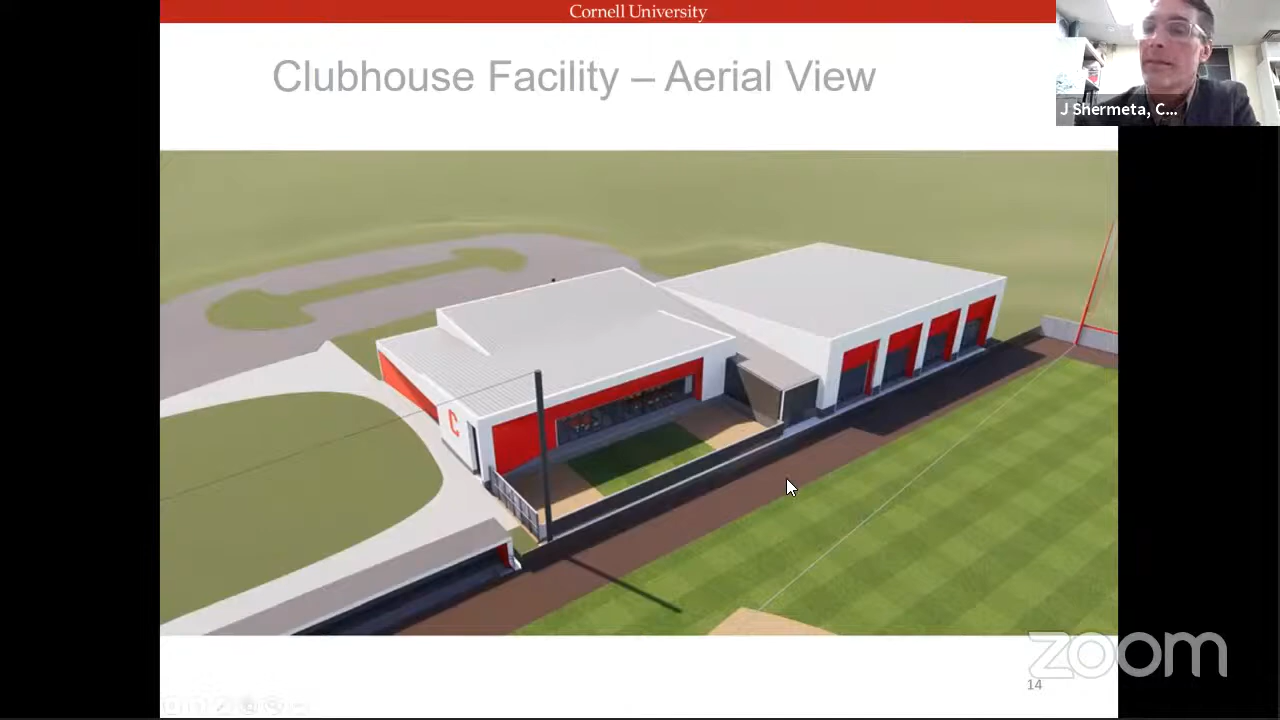 Cornell University
Clubhouse Facility – Aerial View
J Shermeta, C...
C
zoom
14